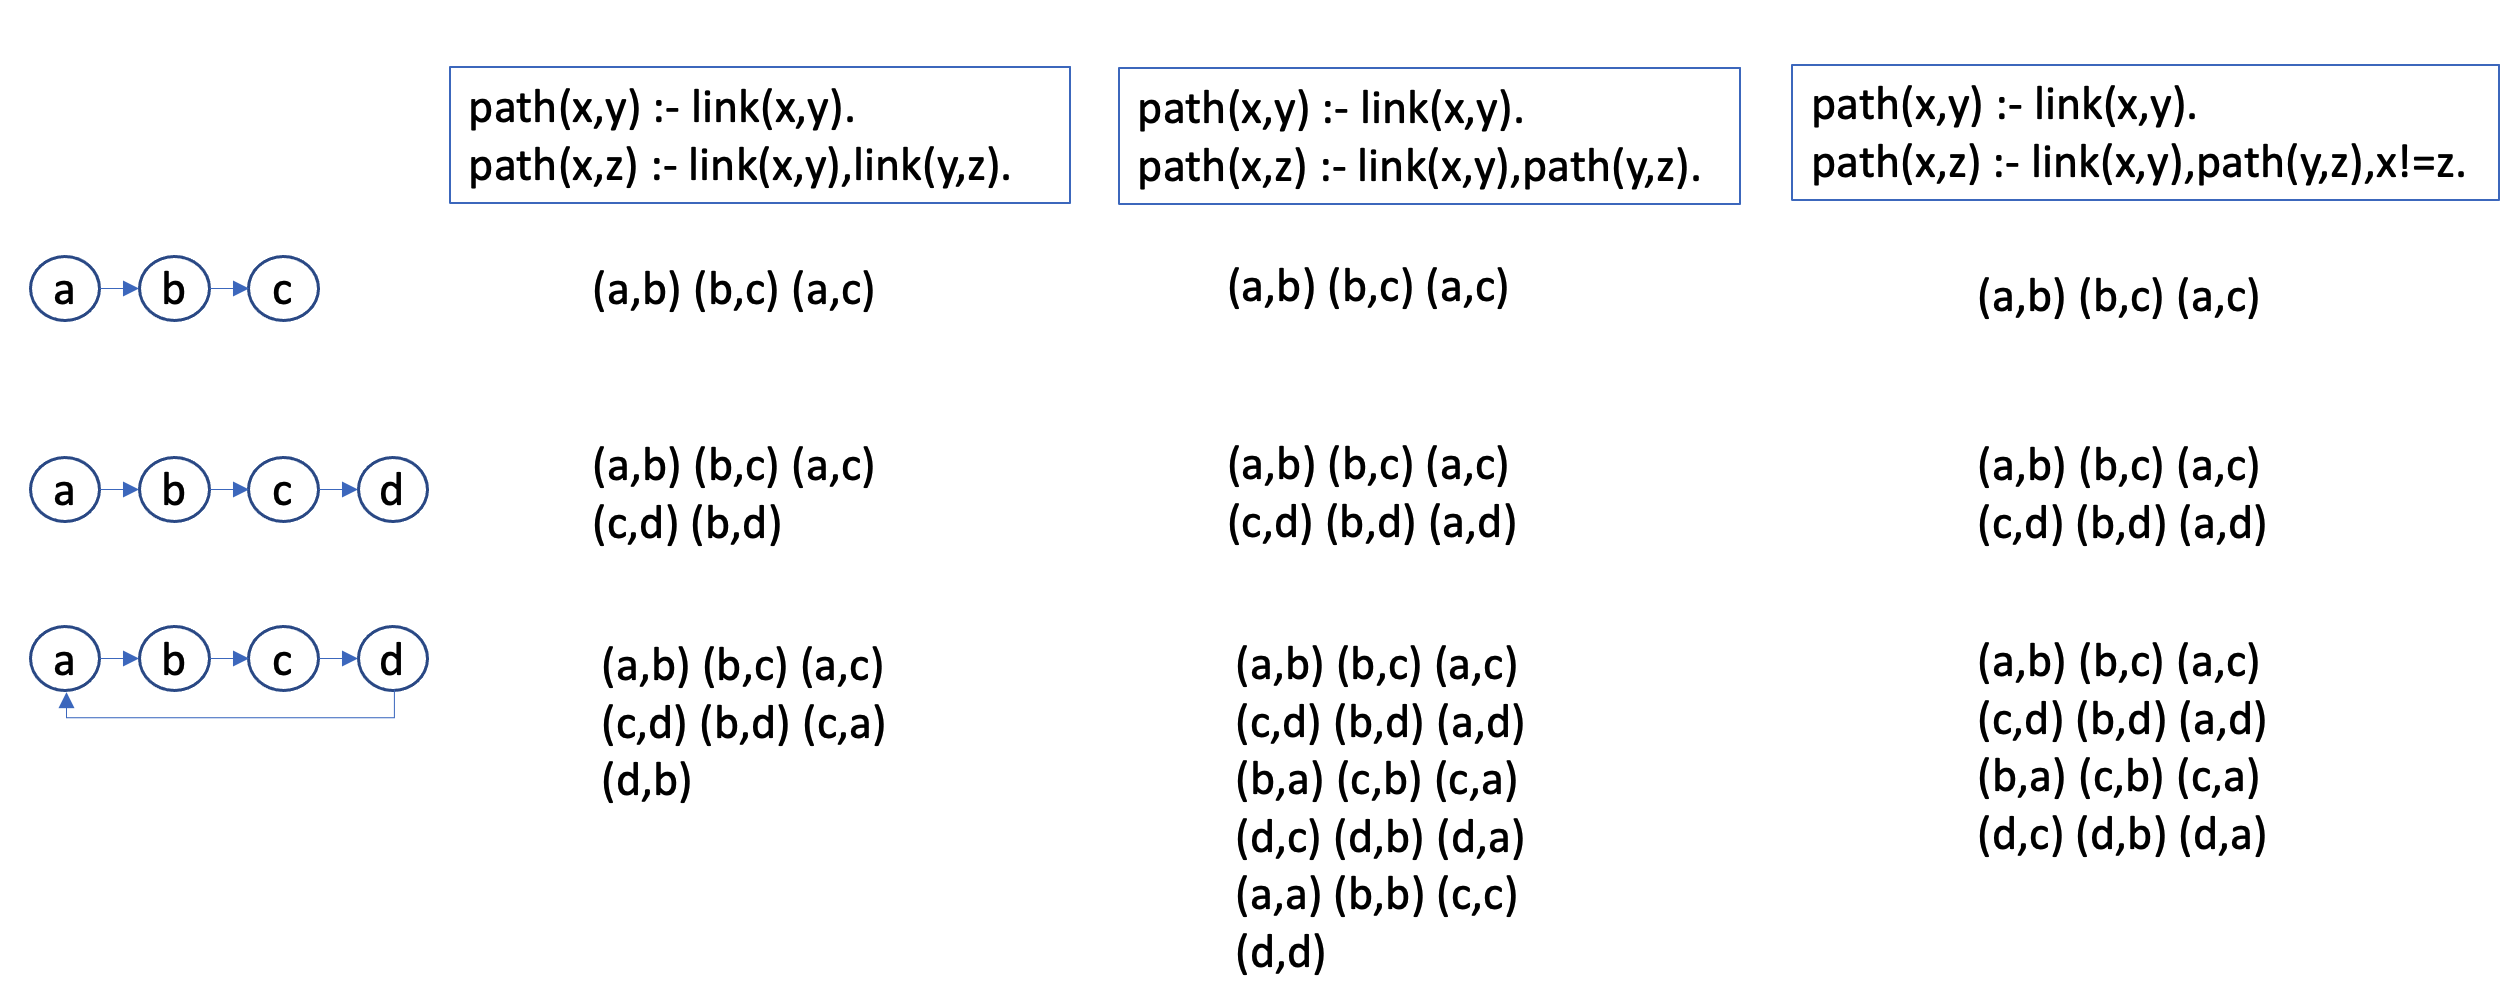 path(x,y) :- link(x,y).
path(x,z) :- link(x,y),link(y,z).
path(x,y) :- link(x,y).
path(x,z) :- link(x,y),path(y,z).
path(x,y) :- link(x,y).
path(x,z) :- link(x,y),path(y,z),x!=z.
a b c
(a,b) (b,c) (a,c)
(a,b) (b,c) (a,c)
(a,b) (b,c) (a,c)
a b c d
(a,b) (b,c) (a,c)
(c,d) (b,d)
(a,b) (b,c) (a,c)
(c,d) (b,d) (a,d)
(a,b) (b,c) (a,c)
(c,d) (b,d) (a,d)
a b c d
(a,b) (b,c) (a,c)
(c,d) (b,d) (c,a)
(d,b)
(a,b) (b,c) (a,c)
(c,d) (b,d) (a,d)
(b,a) (c,b) (c,a)
(d,c) (d,b) (d,a)
(a,a) (b,b) (c,c)
(d,d)
(a,b) (b,c) (a,c)
(c,d) (b,d) (a,d)
(b,a) (c,b) (c,a)
(d,c) (d,b) (d,a)